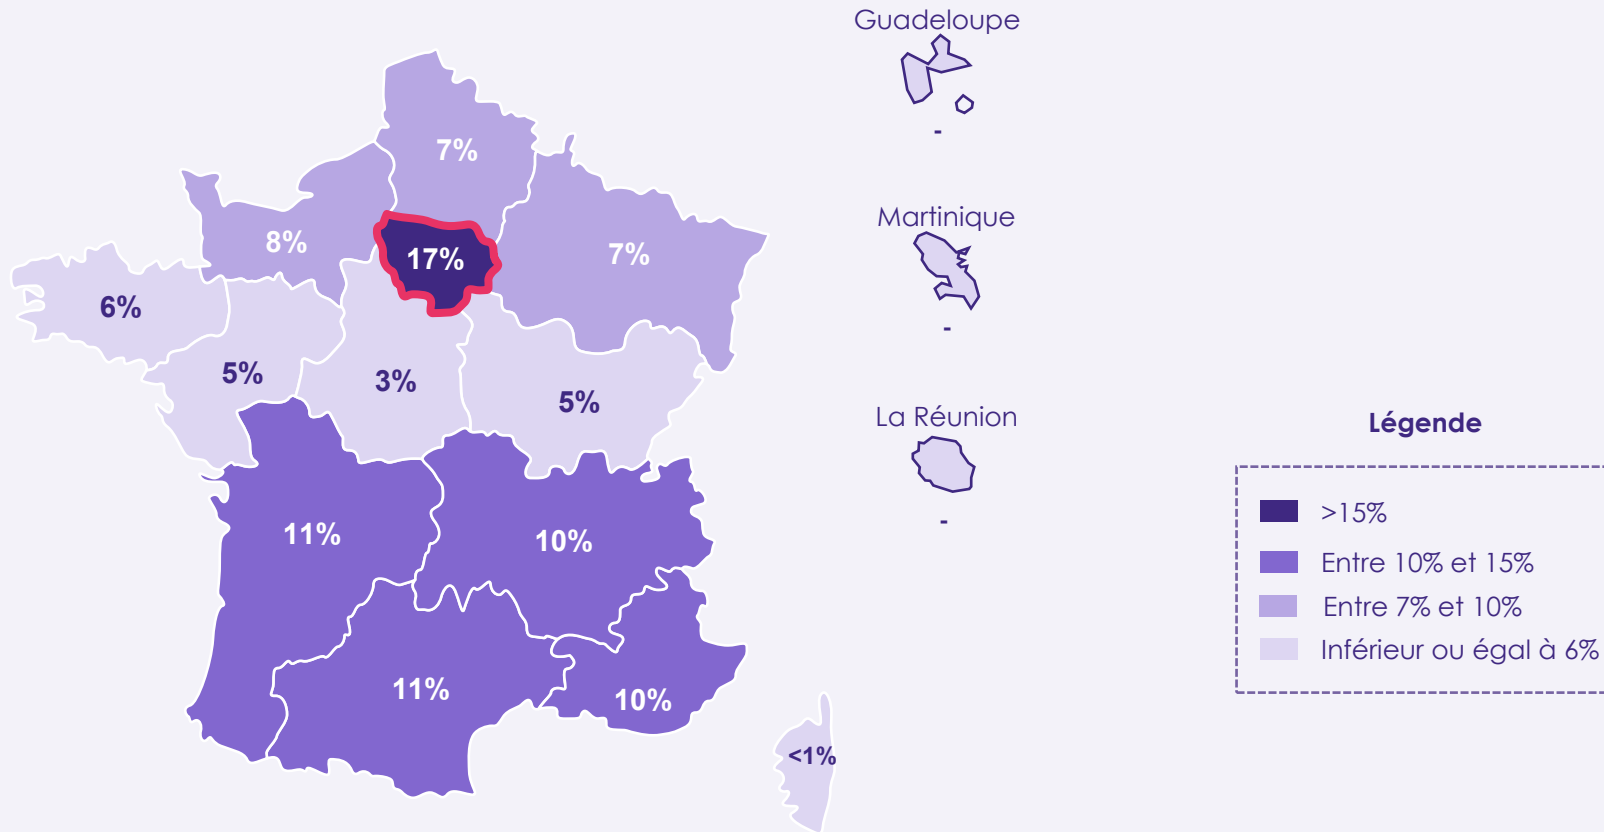 Guadeloupe
-
7%
Martinique
8%
17%
7%
6%
-
5%
3%
5%
La Réunion
-
11%
10%
11%
10%
<1%
Légende
>15%
Entre 10% et 15%
Entre 7% et 10%
Inférieur ou égal à 6%